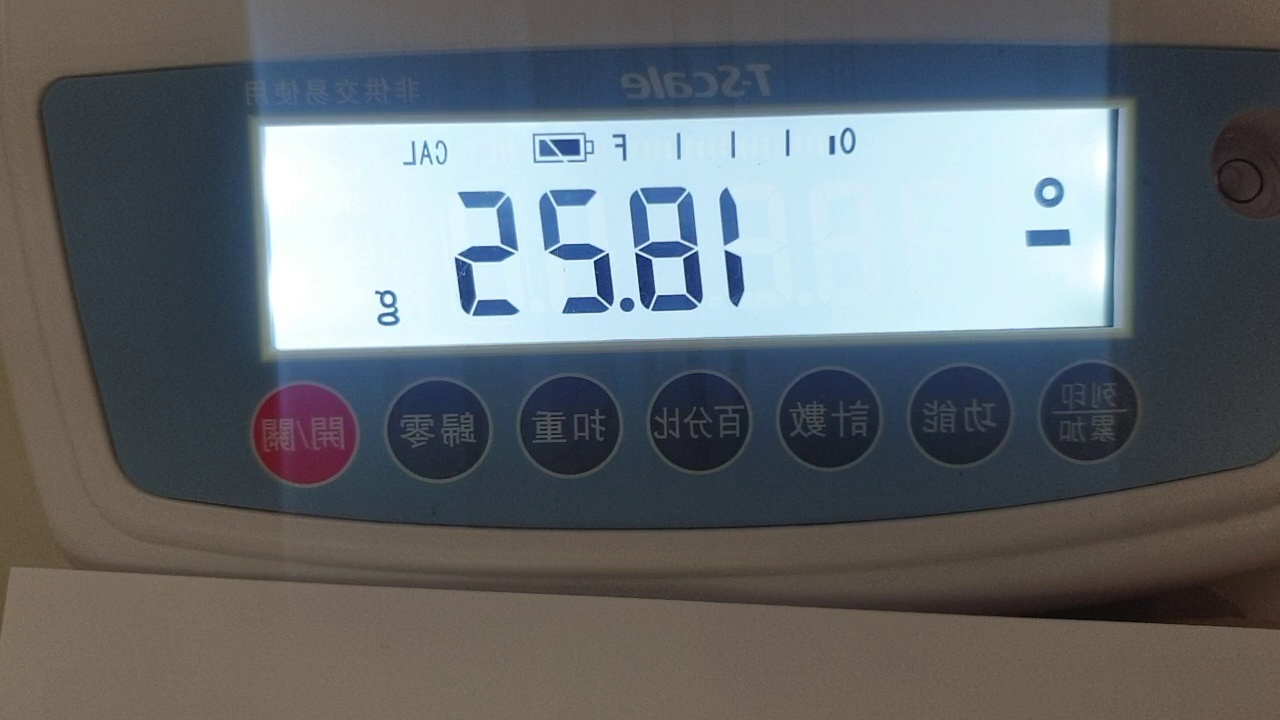 T-Scale 非供交易使用
0 F CAL
18.25 g
列印 功能 計數 百分比 扣重 歸零 開/關
累加